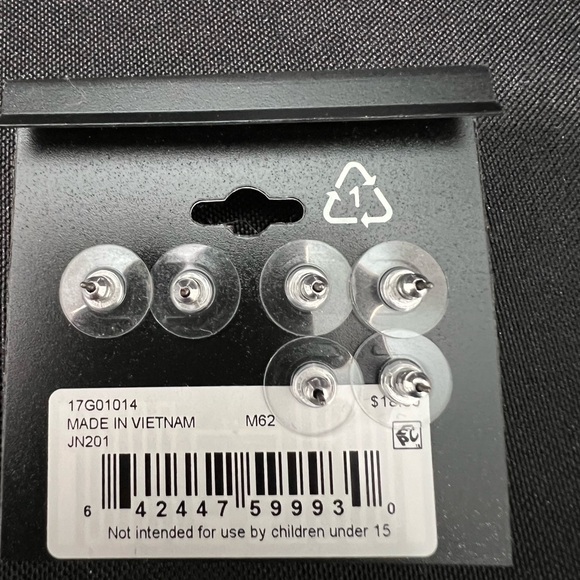 1
17G01014
MADE IN VIETNAM M62
JN201
6 42447 59993 0
Not intended for use by children under 15